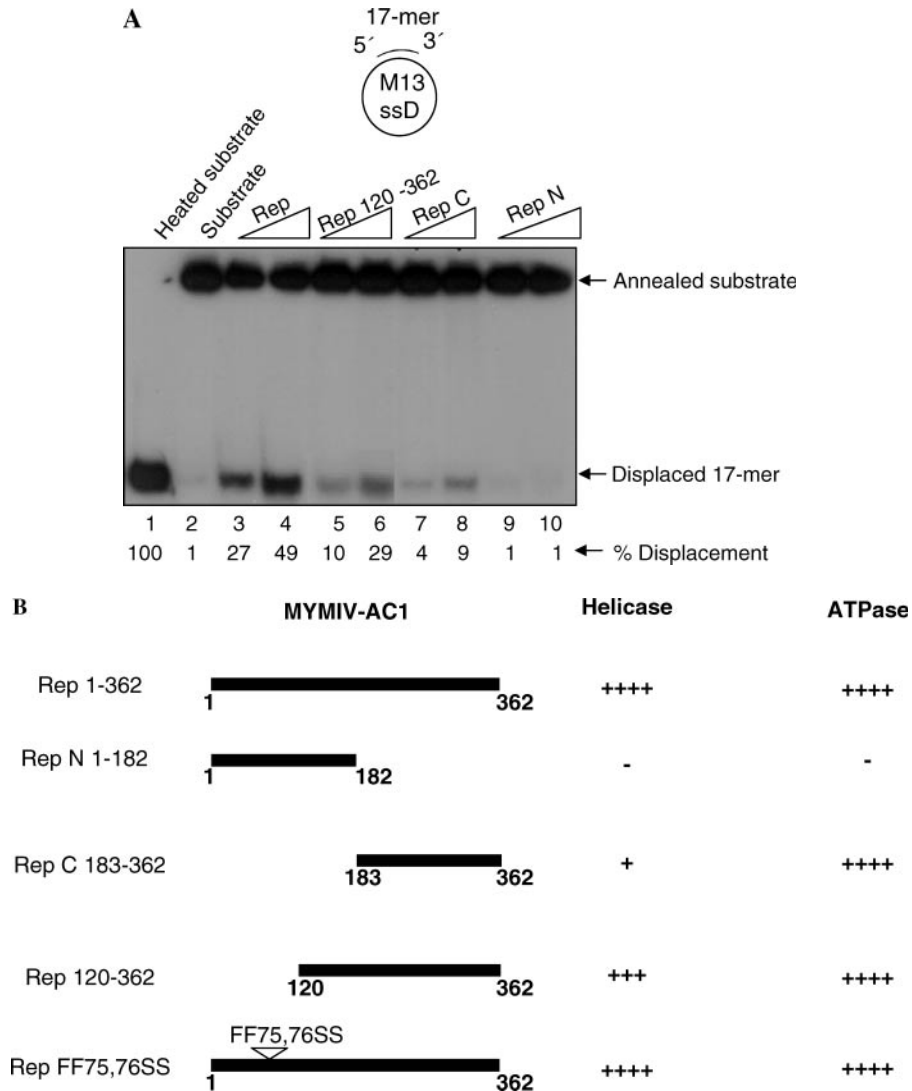 A
17-mer
5´ 3´
M13
ssD
Heated substrate
Substrate
Rep
Rep 120 -362
Rep C
Rep N
Annealed substrate
Displaced 17-mer
1 2 3 4 5 6 7 8 9 10
100 1 27 49 10 29 4 9 1 1 % Displacement
B MYMIV-AC1 Helicase ATPase
Rep 1-362 ++++ ++++
1 362
Rep N 1-182 - -
1 182
Rep C 183-362 + ++++
183 362
Rep 120-362 +++ ++++
120 362
FF75,76SS
Rep FF75,76SS ++++ ++++
1 362